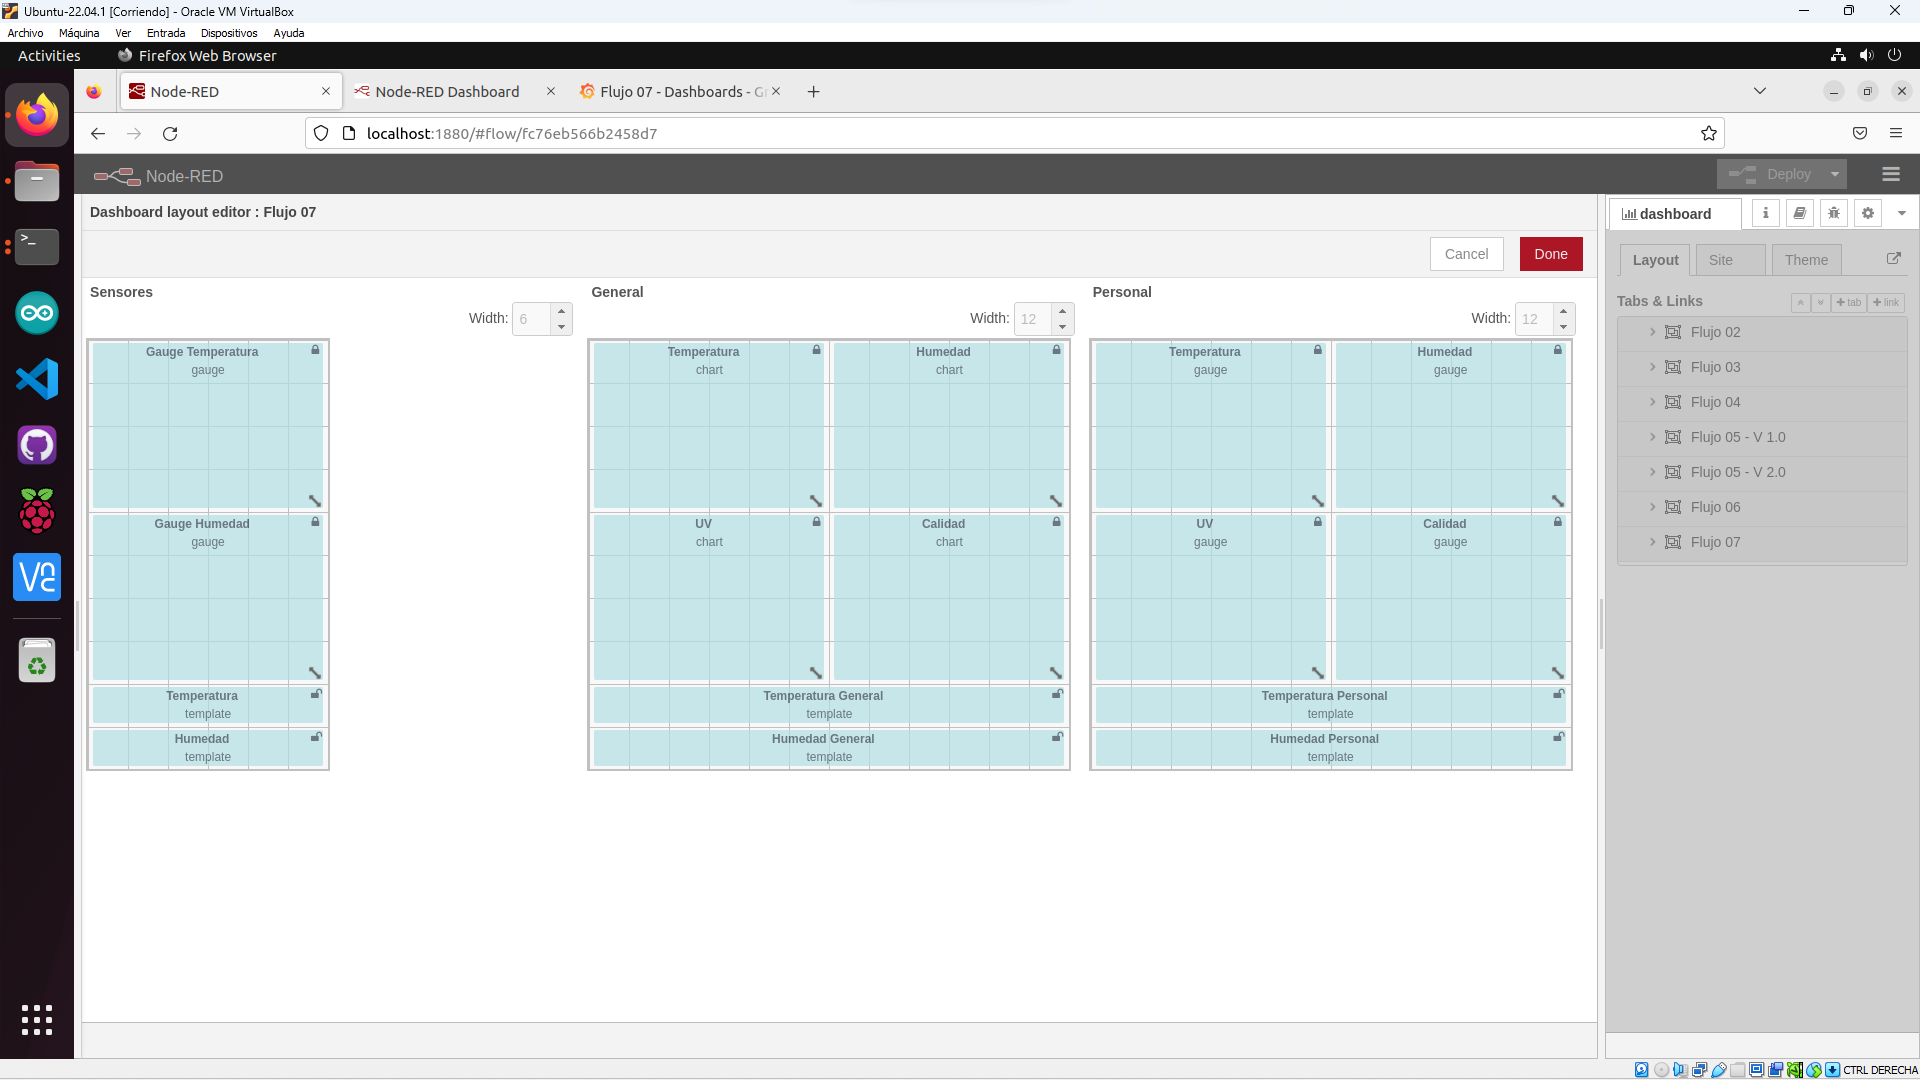 Ubuntu-22.04.1 [Corriendo] - Oracle VM VirtualBox
Archivo Máquina Ver Entrada Dispositivos Ayuda
Activities Firefox Web Browser
Node-RED
Node-RED Dashboard
Flujo 07 - Dashboards - Gr
localhost:1880/#flow/fc76eb566b2458d7
Node-RED
Deploy
Dashboard layout editor : Flujo 07
dashboard
Cancel
Done
Layout
Site
Theme
Sensores
General
Personal
Width: 6
Width: 12
Width: 12
Tabs & Links
tab
link
Flujo 02
Flujo 03
Flujo 04
Flujo 05 - V 1.0
Flujo 05 - V 2.0
Flujo 06
Flujo 07
Gauge Temperatura
gauge
Gauge Humedad
gauge
Temperatura
template
Humedad
template
Temperatura
chart
Humedad
chart
UV
chart
Calidad
chart
Temperatura General
template
Humedad General
template
Temperatura
gauge
Humedad
gauge
UV
gauge
Calidad
gauge
Temperatura Personal
template
Humedad Personal
template
CTRL DERECHA